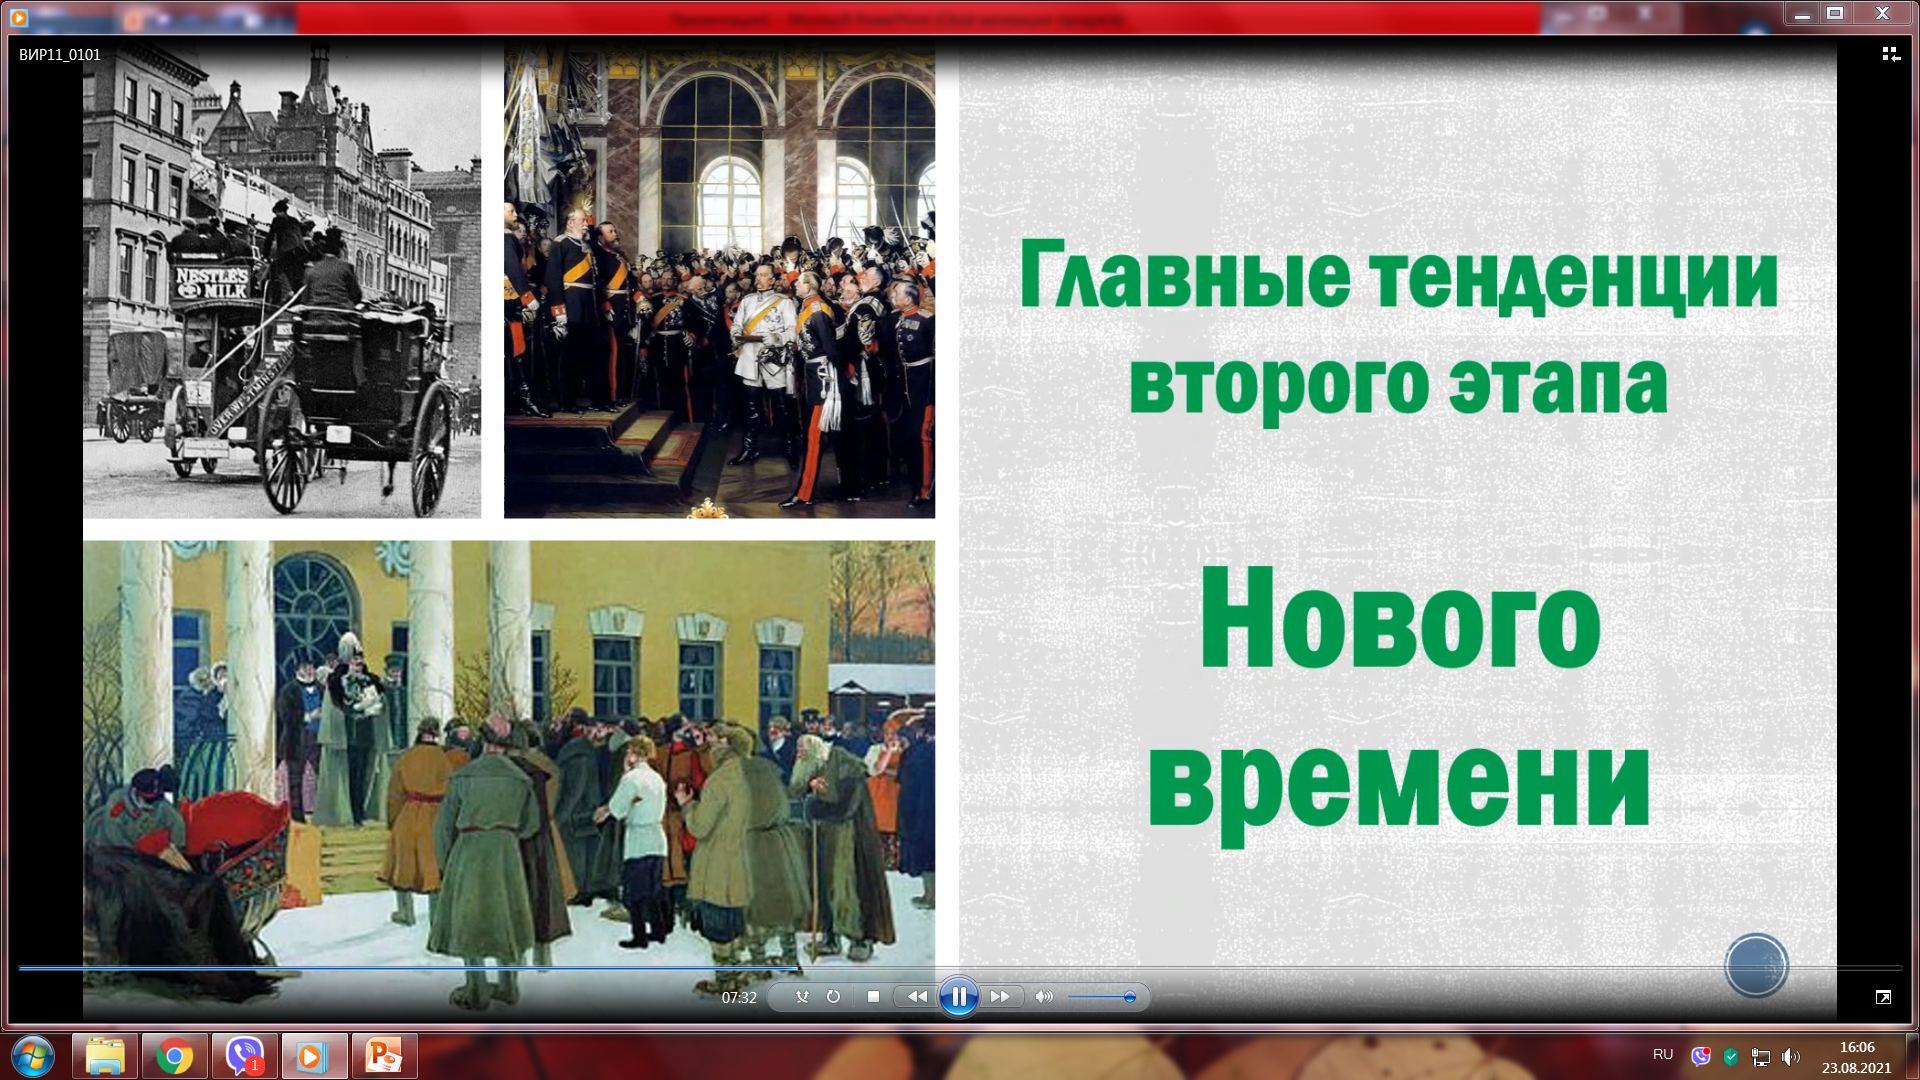 ВИР11_0101
NESTLE'S
MILK
OVER WESTMINSTER
Главные тенденции
второго этапа
Нового
времени
07:32
1
RU
16:06
23.08.2021